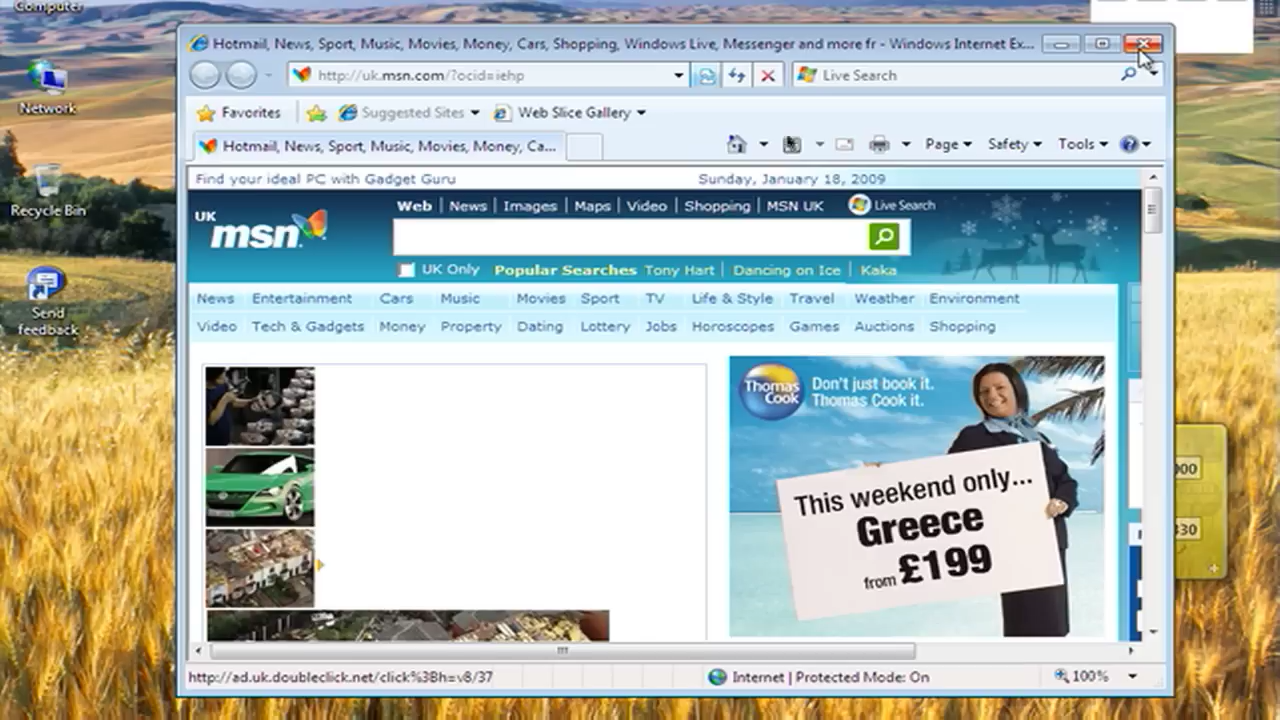 Computer
Network
Recycle Bin
Send
feedback
Hotmail, News, Sport, Music, Movies, Money, Cars, Shopping, Windows Live, Messenger and more fr - Windows Internet Ex...
http://uk.msn.com/?ocid=iehp
Live Search
Favorites
Suggested Sites
Web Slice Gallery
Hotmail, News, Sport, Music, Movies, Money, Ca...
Page
Safety
Tools
Find your ideal PC with Gadget Guru
Sunday, January 18, 2009
UK
msn
Web | News | Images | Maps | Video | Shopping | MSN UK
Live Search
UK Only
Popular Searches Tony Hart | Dancing on Ice | Kaka
News Entertainment Cars Music Movies Sport TV Life & Style Travel Weather Environment
Video Tech & Gadgets Money Property Dating Lottery Jobs Horoscopes Games Auctions Shopping
Thomas
Cook
Don't just book it.
Thomas Cook it.
This weekend only...
Greece
from £199
http://ad.uk.doubleclick.net/click%3Bh=v8/37
Internet | Protected Mode: On
100%